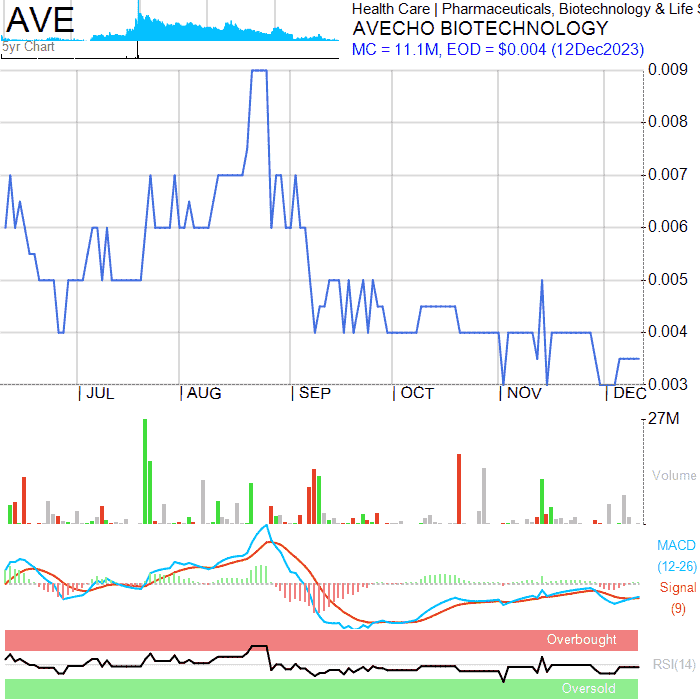 AVE
5yr Chart
Health Care | Pharmaceuticals, Biotechnology & Life S
AVECHO BIOTECHNOLOGY
MC = 11.1M, EOD = $0.004 (12Dec2023)
0.009
0.008
0.007
0.006
0.005
0.004
0.003
| JUL | AUG | SEP | OCT | NOV | DEC
27M
Volume
MACD
(12-26)
Signal
(9)
Overbought
RSI(14)
Oversold